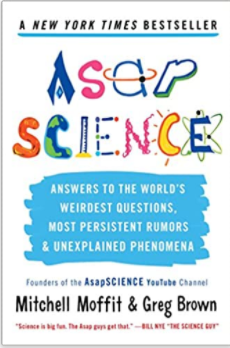 A NEW YORK TIMES BESTSELLER
Asap
SCIENCE
ANSWERS TO THE WORLD'S
WEIRDEST QUESTIONS,
MOST PERSISTENT RUMORS
& UNEXPLAINED PHENOMENA
Founders of the AsapSCIENCE YouTube Channel
Mitchell Moffit & Greg Brown
"Science is big fun. The Asap guys get that." — BILL NYE "THE SCIENCE GUY"